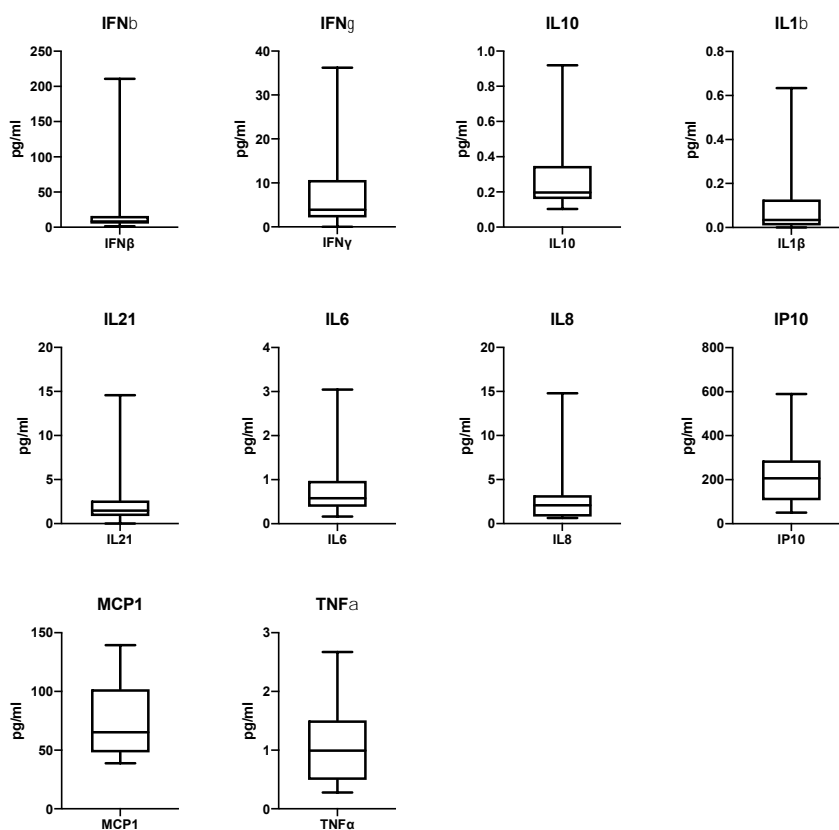 IFNb
250
200
150
100
50
0
pg/ml
IFNβ
IFNg
40
30
20
10
0
pg/ml
IFNγ
IL10
1.0
0.8
0.6
0.4
0.2
0.0
pg/ml
IL10
IL1b
0.8
0.6
0.4
0.2
0.0
pg/ml
IL1β
IL21
20
15
10
5
0
pg/ml
IL21
IL6
4
3
2
1
0
pg/ml
IL6
IL8
20
15
10
5
0
pg/ml
IL8
IP10
800
600
400
200
0
pg/ml
IP10
MCP1
150
100
50
0
pg/ml
MCP1
TNFa
3
2
1
0
pg/ml
TNFα